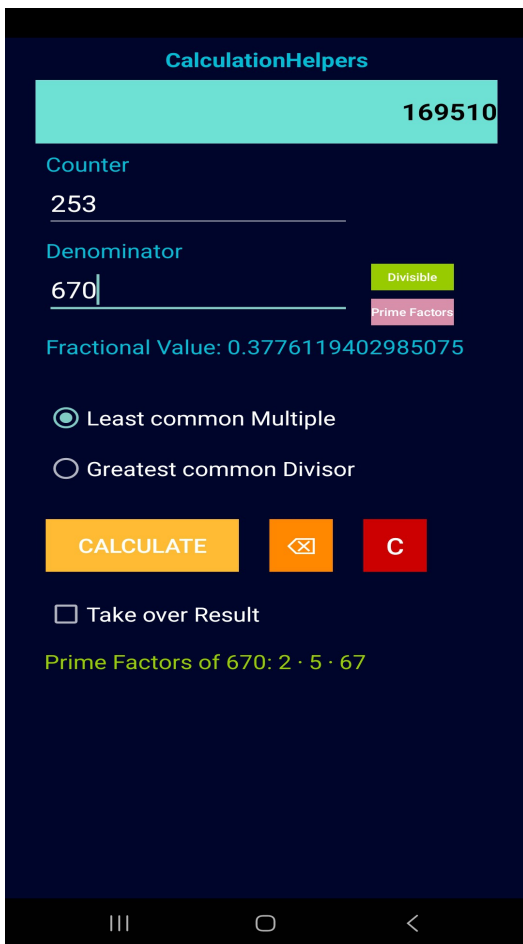 CalculationHelpers
169510
Counter
253
Denominator
670
Divisible
Prime Factors
Fractional Value: 0.3776119402985075
Least common Multiple
Greatest common Divisor
CALCULATE
C
Take over Result
Prime Factors of 670: 2 · 5 · 67